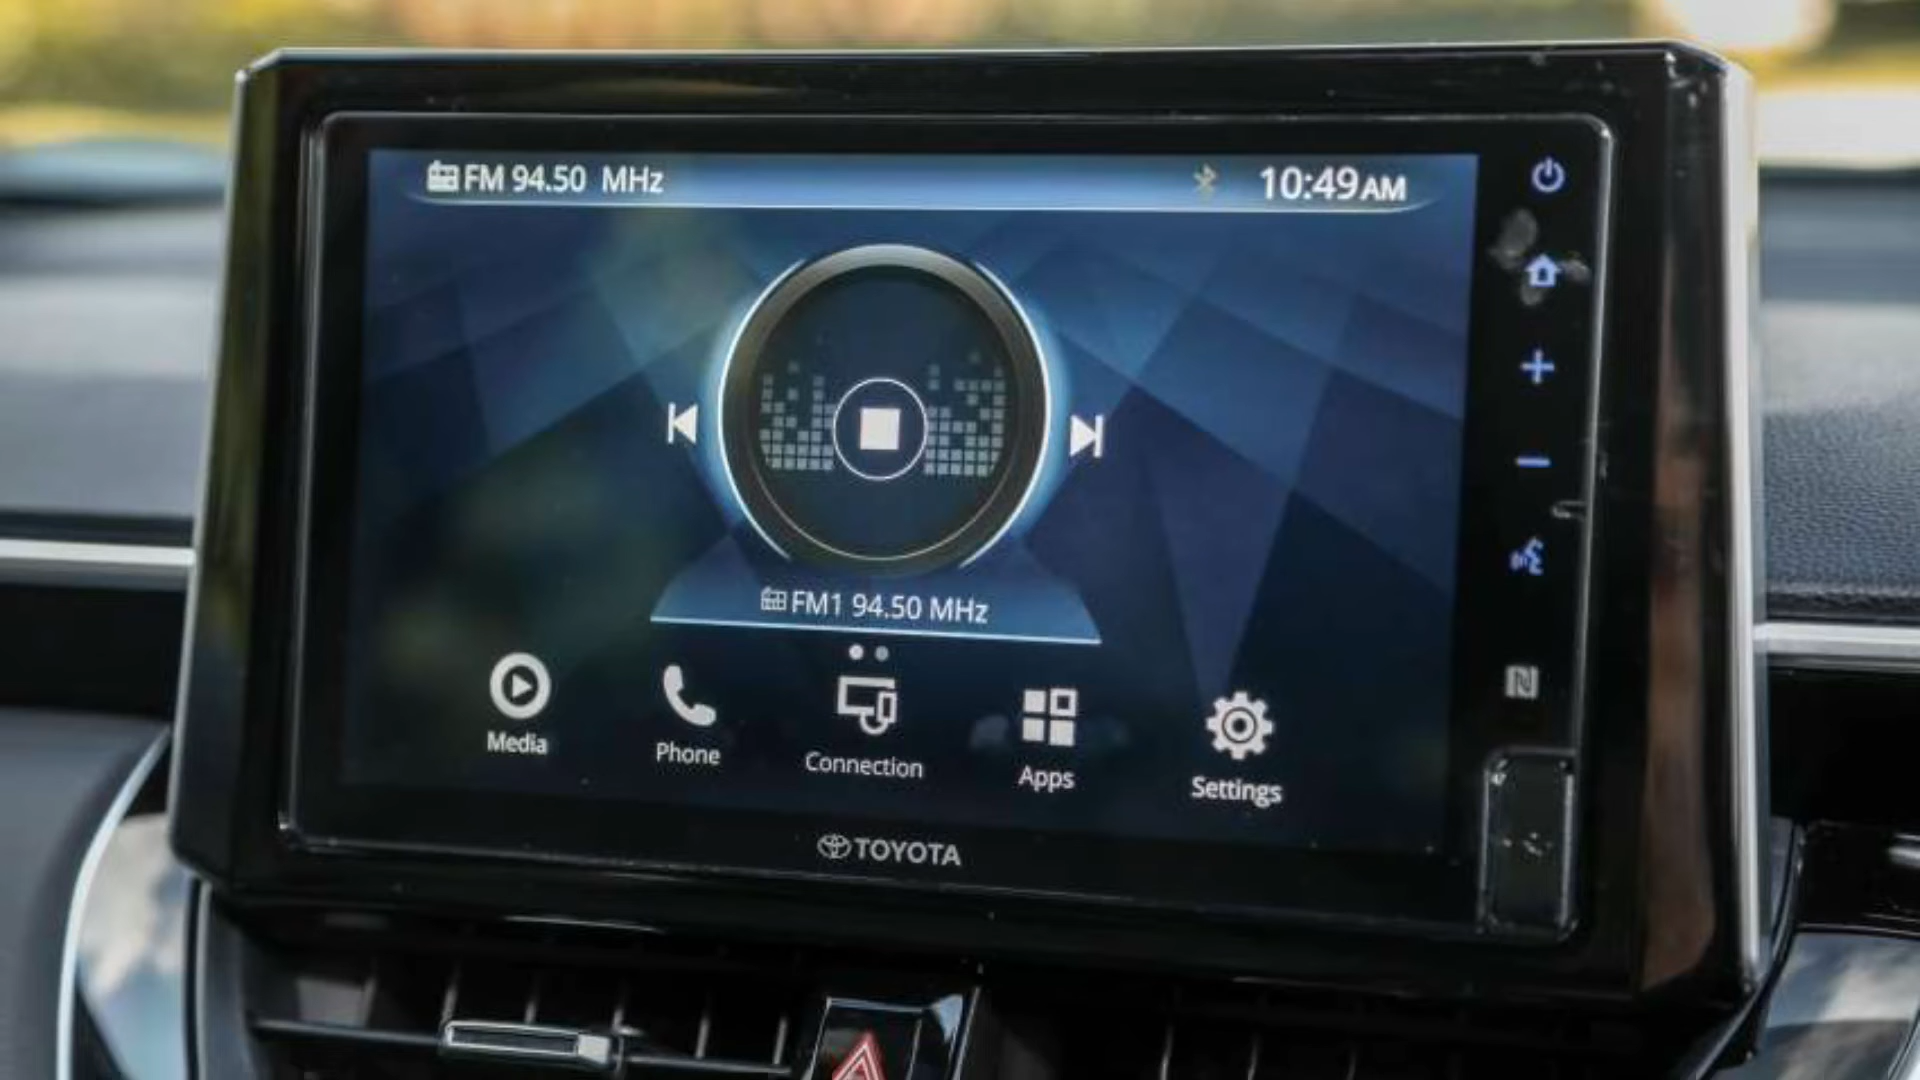 FM 94.50 MHz
10:49AM
FM1 94.50 MHz
Media
Phone
Connection
Apps
Settings
TOYOTA